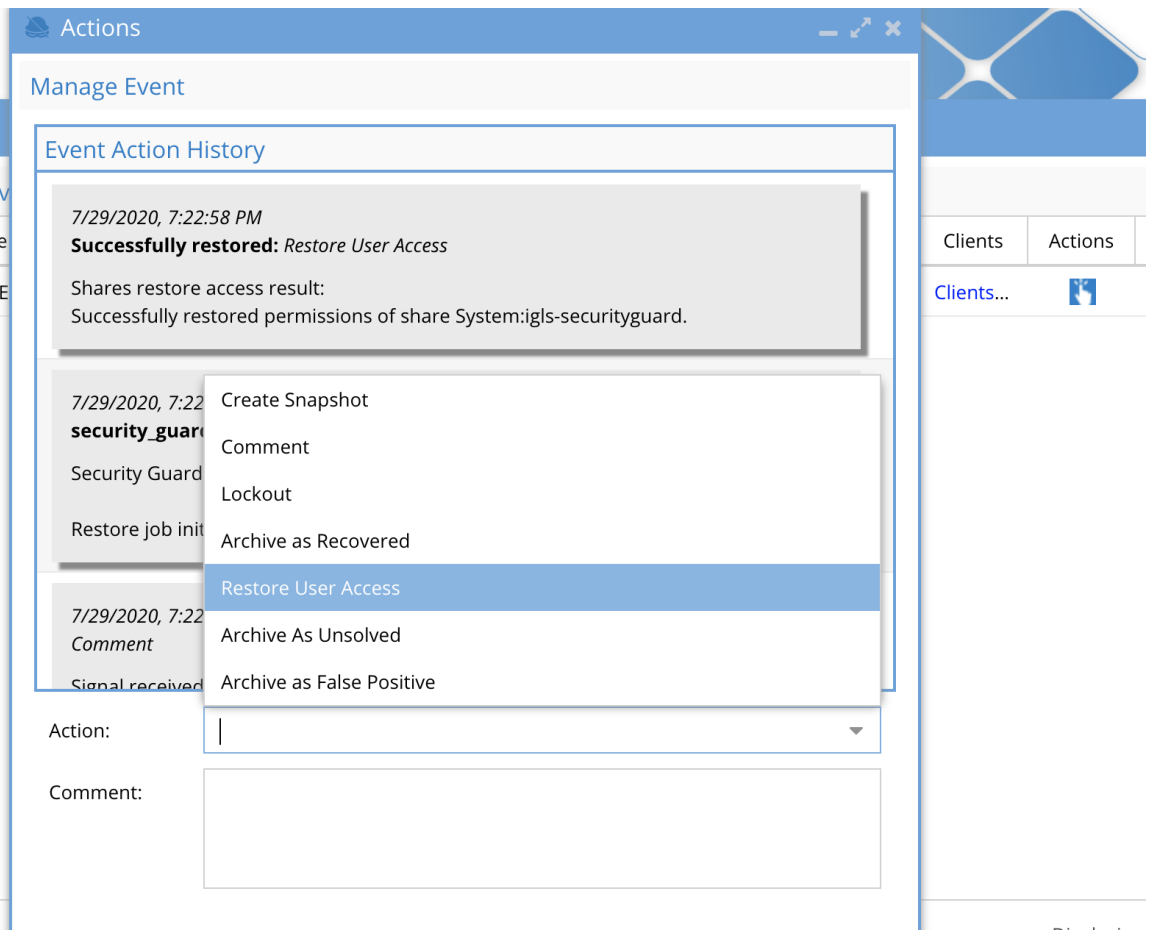 Actions
Manage Event
Event Action History
7/29/2020, 7:22:58 PM
Successfully restored: Restore User Access
Shares restore access result:
Successfully restored permissions of share System:igls-securityguard.
7/29/2020, 7:22
security_guar
Security Guard
Restore job init
7/29/2020, 7:22
Comment
Signal received
Create Snapshot
Comment
Lockout
Archive as Recovered
Restore User Access
Archive As Unsolved
Archive as False Positive
Action:
Comment:
Clients
Actions
Clients...